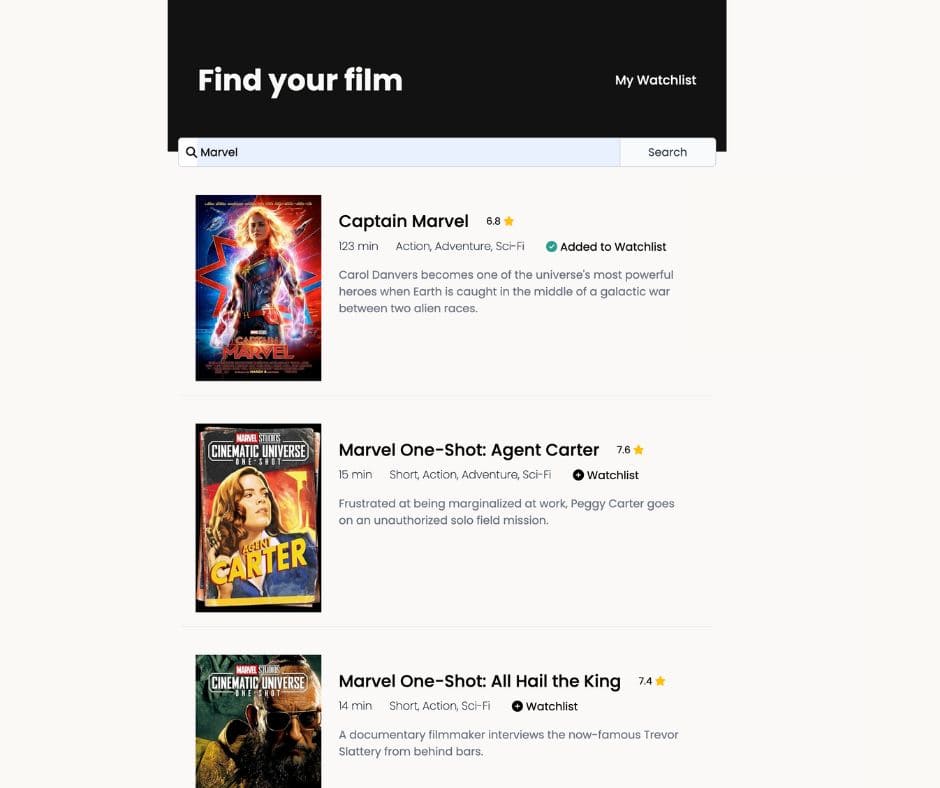 Find your film
My Watchlist
Marvel
Search
Captain Marvel 6.8
123 min Action, Adventure, Sci-Fi Added to Watchlist
Carol Danvers becomes one of the universe's most powerful
heroes when Earth is caught in the middle of a galactic war
between two alien races.
CAPTAIN
MARVEL
Marvel One-Shot: Agent Carter 7.6
15 min Short, Action, Adventure, Sci-Fi Watchlist
Frustrated at being marginalized at work, Peggy Carter goes
on an unauthorized solo field mission.
MARVEL STUDIOS
CINEMATIC UNIVERSE
ONE-SHOT
AGENT
CARTER
Marvel One-Shot: All Hail the King 7.4
14 min Short, Action, Sci-Fi Watchlist
A documentary filmmaker interviews the now-famous Trevor
Slattery from behind bars.
MARVEL STUDIOS
CINEMATIC UNIVERSE
ONE-SHOT